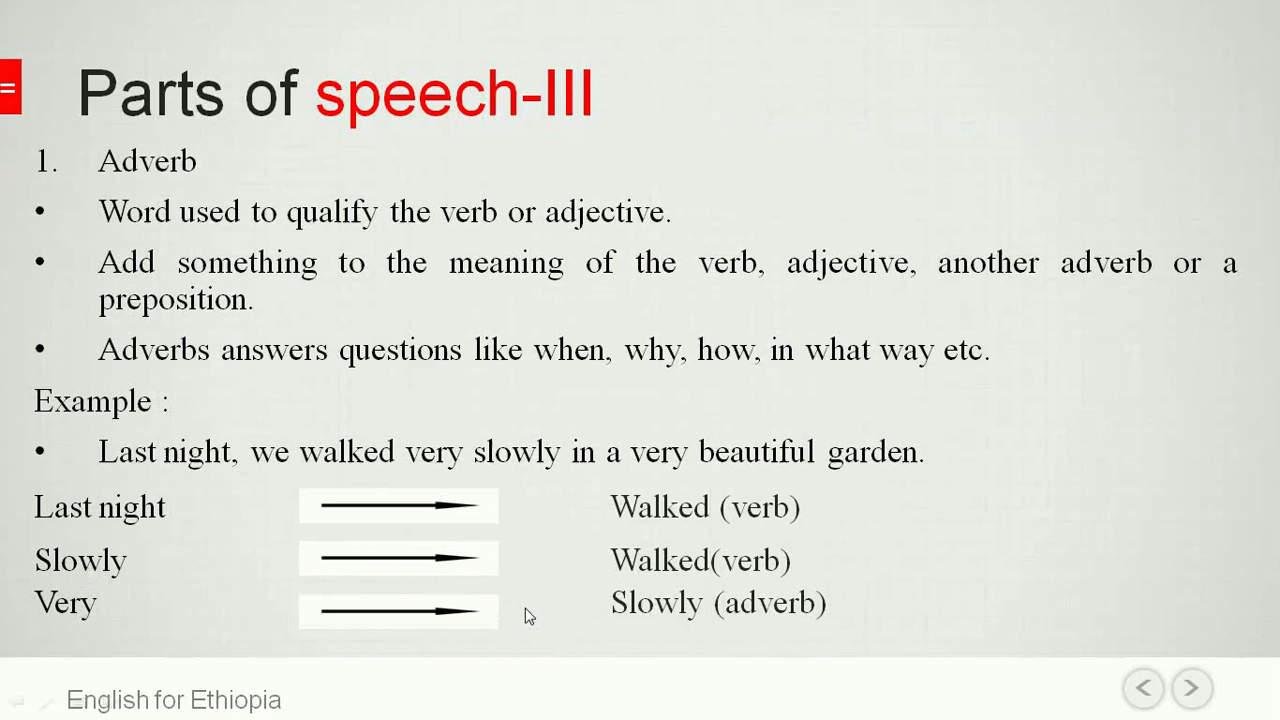 =
Parts of speech-III
1. Adverb
• Word used to qualify the verb or adjective.
• Add something to the meaning of the verb, adjective, another adverb or a
preposition.
• Adverbs answers questions like when, why, how, in what way etc.
Example :
• Last night, we walked very slowly in a very beautiful garden.
Last night Walked (verb)
Slowly Walked(verb)
Very Slowly (adverb)
English for Ethiopia